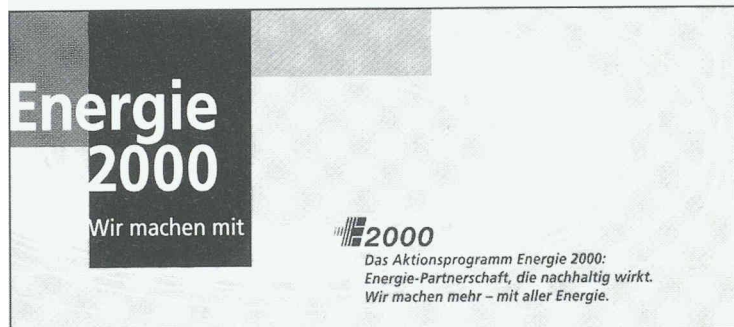 Energie
2000
Wir machen mit
E2000
Das Aktionsprogramm Energie 2000:
Energie-Partnerschaft, die nachhaltig wirkt.
Wir machen mehr – mit aller Energie.